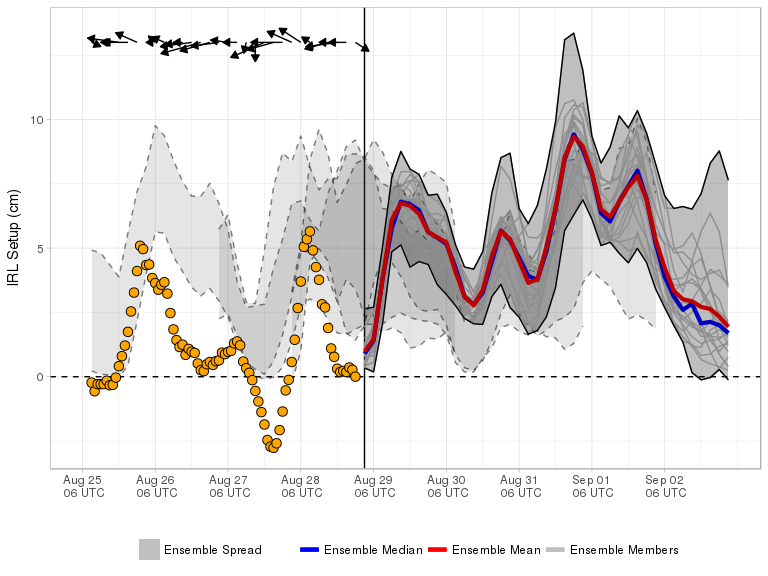 IRL Setup (cm)
10
5
0
Aug 25 Aug 26 Aug 27 Aug 28 Aug 29 Aug 30 Aug 31 Sep 01 Sep 02
06 UTC 06 UTC 06 UTC 06 UTC 06 UTC 06 UTC 06 UTC 06 UTC 06 UTC
Ensemble Spread Ensemble Median Ensemble Mean Ensemble Members